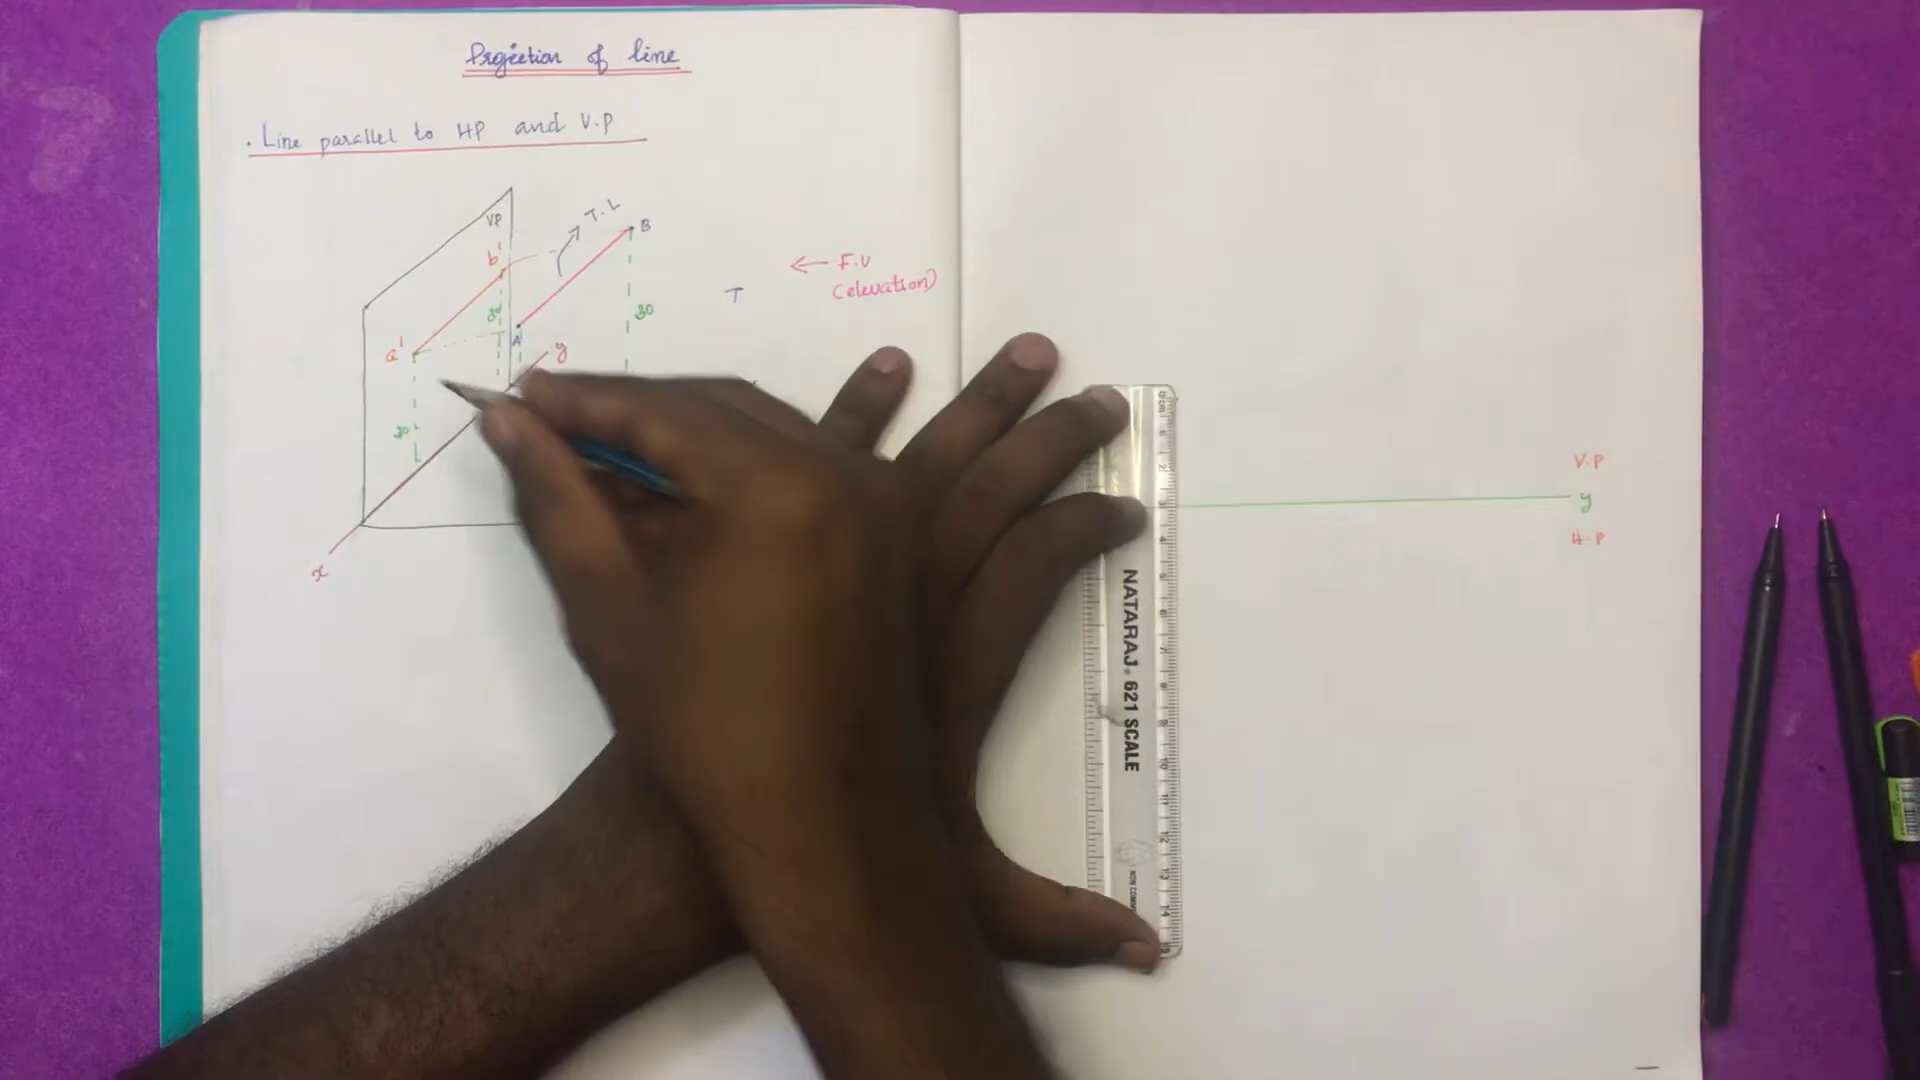 Projection of line
. Line parallel to HP and V.P
VP
T.L
B
b'
← F.V
(elevation)
30
30
T
A
y
a'
30
x
V.P
y
H.P
NATARAJ. 621 SCALE